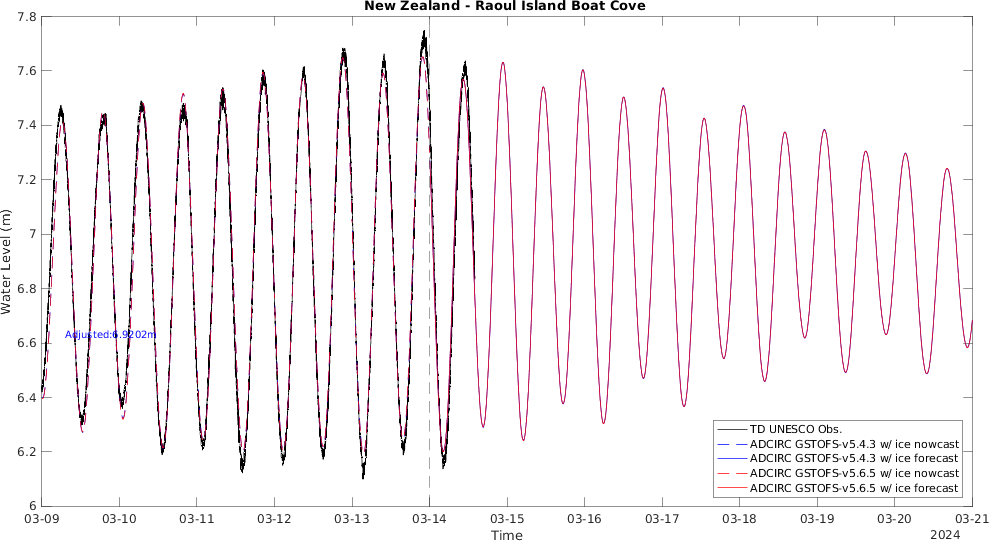 New Zealand - Raoul Island Boat Cove
7.8
7.6
7.4
7.2
7
6.8
6.6
6.4
6.2
6
Water Level (m)
Adjusted:6.9202m
TD UNESCO Obs.
ADCIRC GSTOFS-v5.4.3 w/ ice nowcast
ADCIRC GSTOFS-v5.4.3 w/ ice forecast
ADCIRC GSTOFS-v5.6.5 w/ ice nowcast
ADCIRC GSTOFS-v5.6.5 w/ ice forecast
03-09 03-10 03-11 03-12 03-13 03-14 03-15 03-16 03-17 03-18 03-19 03-20 03-21
Time
2024